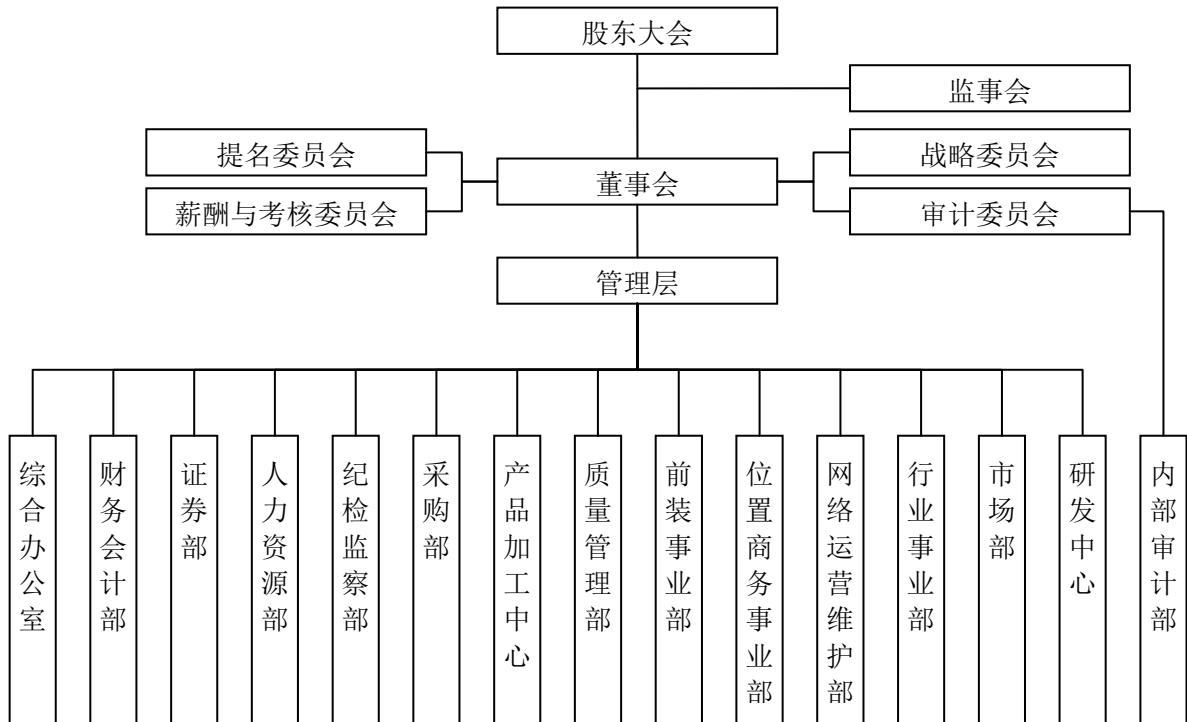 股东大会
监事会
提名委员会
战略委员会
董事会
薪酬与考核委员会
审计委员会
管理层
综合办公室
财务会计部
证券部
人力资源部
纪检监察部
采购部
产品加工中心
质量管理部
前装事业部
位置商务事业部
网络运营维护部
行业事业部
市场部
研发中心
内部审计部